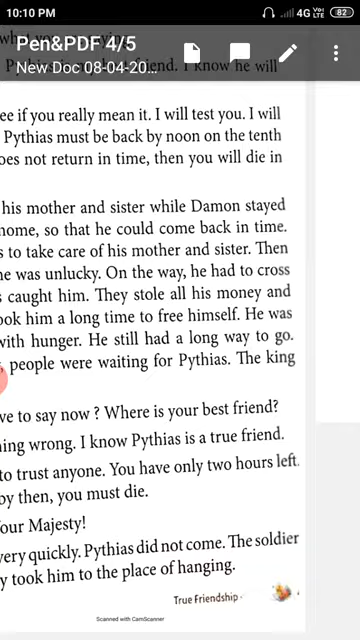 10:10 PM
4G VoLTE 82
Pen&PDF 4/5
New Doc 08-04-20...
friend. I know he will
ee if you really mean it. I will test you. I will
Pythias must be back by noon on the tenth
oes not return in time, then you will die in
his mother and sister while Damon stayed
home, so that he could come back in time.
s to take care of his mother and sister. Then
he was unlucky. On the way, he had to cross
s caught him. They stole all his money and
ook him a long time to free himself. He was
with hunger. He still had a long way to go.
, people were waiting for Pythias. The king
ve to say now ? Where is your best friend?
ning wrong. I know Pythias is a true friend.
to trust anyone. You have only two hours left.
by then, you must die.
Your Majesty!
very quickly. Pythias did not come. The soldier
y took him to the place of hanging.
True Friendship
Scanned with CamScanner